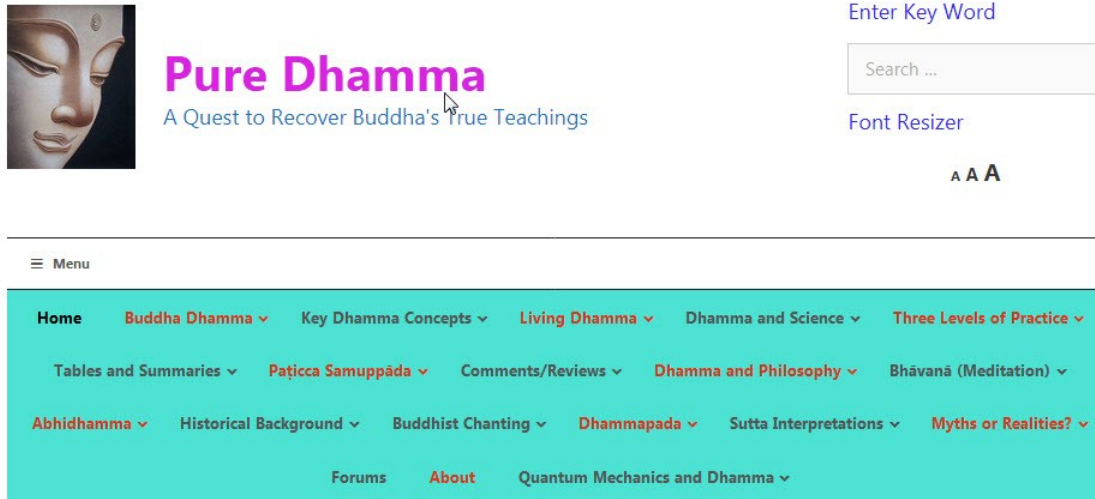 Enter Key Word
Pure Dhamma
Search ...
A Quest to Recover Buddha's True Teachings
Font Resizer
A A A
Menu
Home Buddha Dhamma Key Dhamma Concepts Living Dhamma Dhamma and Science Three Levels of Practice
Tables and Summaries Paṭicca Samuppāda Comments/Reviews Dhamma and Philosophy Bhāvanā (Meditation)
Abhidhamma Historical Background Buddhist Chanting Dhammapada Sutta Interpretations Myths or Realities?
Forums About Quantum Mechanics and Dhamma